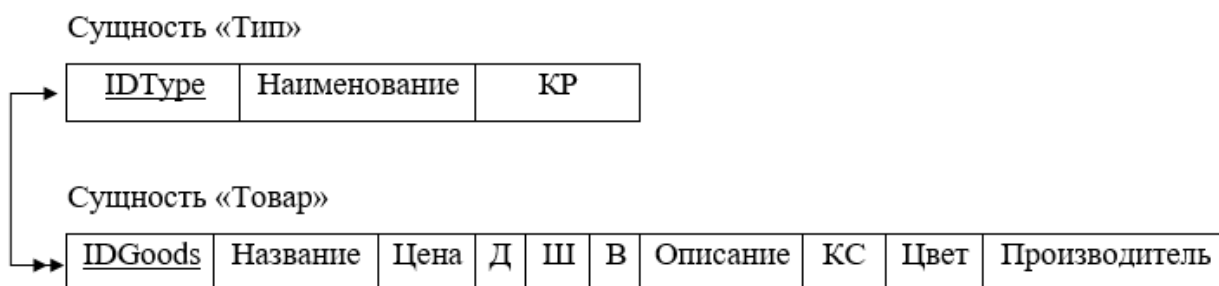 Сущность «Тип»
IDType Наименование КР
Сущность «Товар»
IDGoods Название Цена Д Ш В Описание КС Цвет Производитель